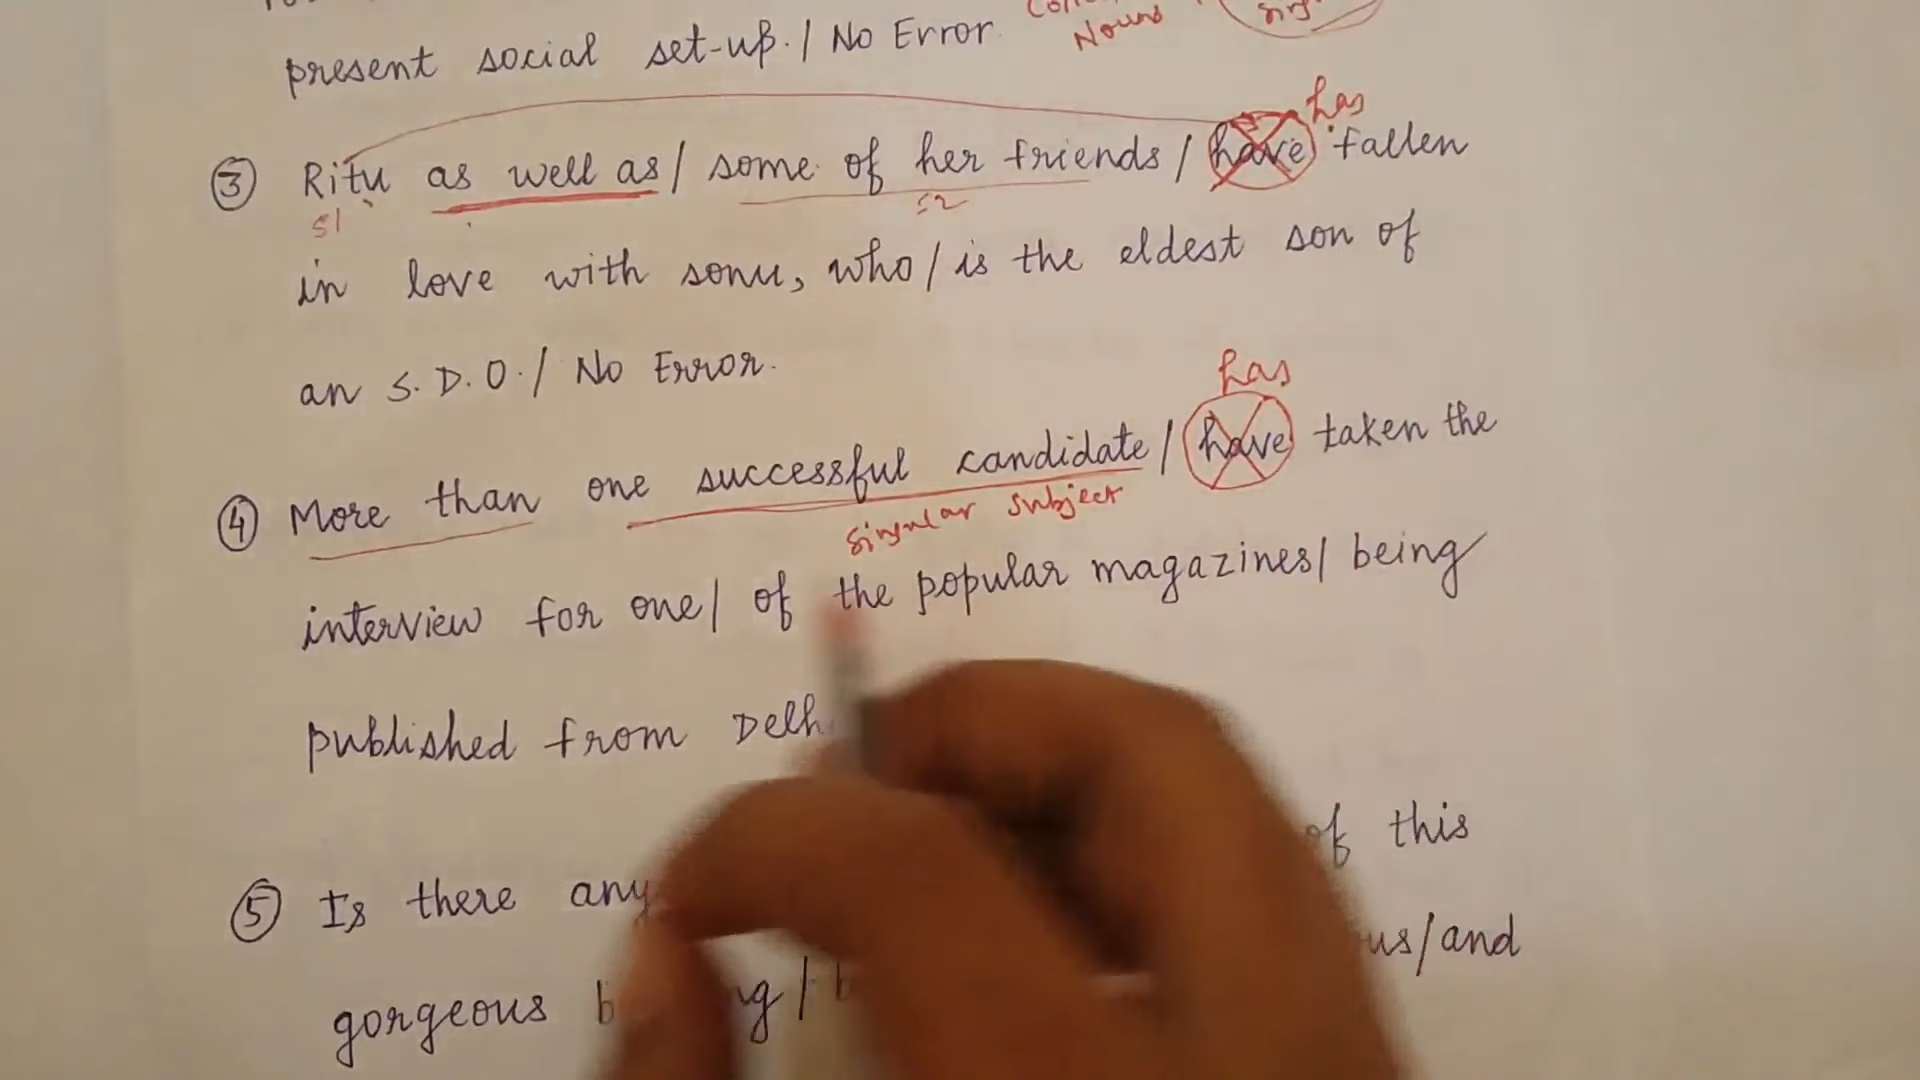 Nouns
present social set-up. / No Error
has
③ Ritu as well as / some of her friends / have fallen
S1 S2
in love with sonu, who / is the eldest son of
an S.D.O. / No Error.
has
④ More than one successful candidate / have taken the
singular subject
interview for one / of the popular magazines / being
published from
⑤ Is there any of this
gorgeous / and